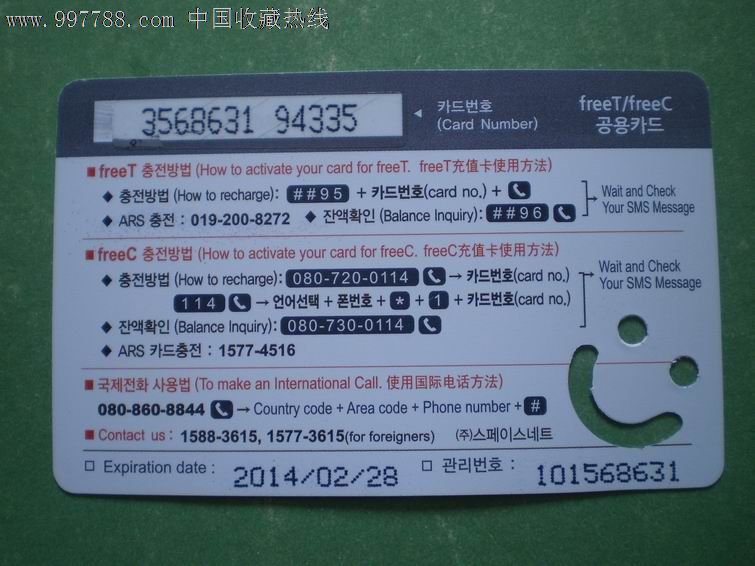 www.997788.com 中国收藏热线
3568631 94335 ◂ 카드번호 (Card Number)
freeT/freeC 공용카드
■ freeT 충전방법 (How to activate your card for freeT. freeT充值卡使用方法)
◆ 충전방법 (How to recharge): ##95 + 카드번호(card no.) + 📞
◆ ARS 충전 : 019-200-8272 ◆ 잔액확인 (Balance Inquiry): ##96 📞
→ Wait and Check Your SMS Message
■ freeC 충전방법 (How to activate your card for freeC. freeC充值卡使用方法)
◆ 충전방법 (How to recharge): 080-720-0114 📞 → 카드번호(card no.)
114 📞 → 언어선택 + 폰번호 + * + 1 + 카드번호(card no.)
→ Wait and Check Your SMS Message
◆ 잔액확인 (Balance Inquiry): 080-730-0114 📞
◆ ARS 카드충전 : 1577-4516
■ 국제전화 사용법 (To make an International Call. 使用国际电话方法)
080-860-8844 📞 → Country code + Area code + Phone number + #
■ Contact us : 1588-3615, 1577-3615(for foreigners) (주)스페이스네트
□ Expiration date : 2014/02/28 □ 관리번호 : 101568631